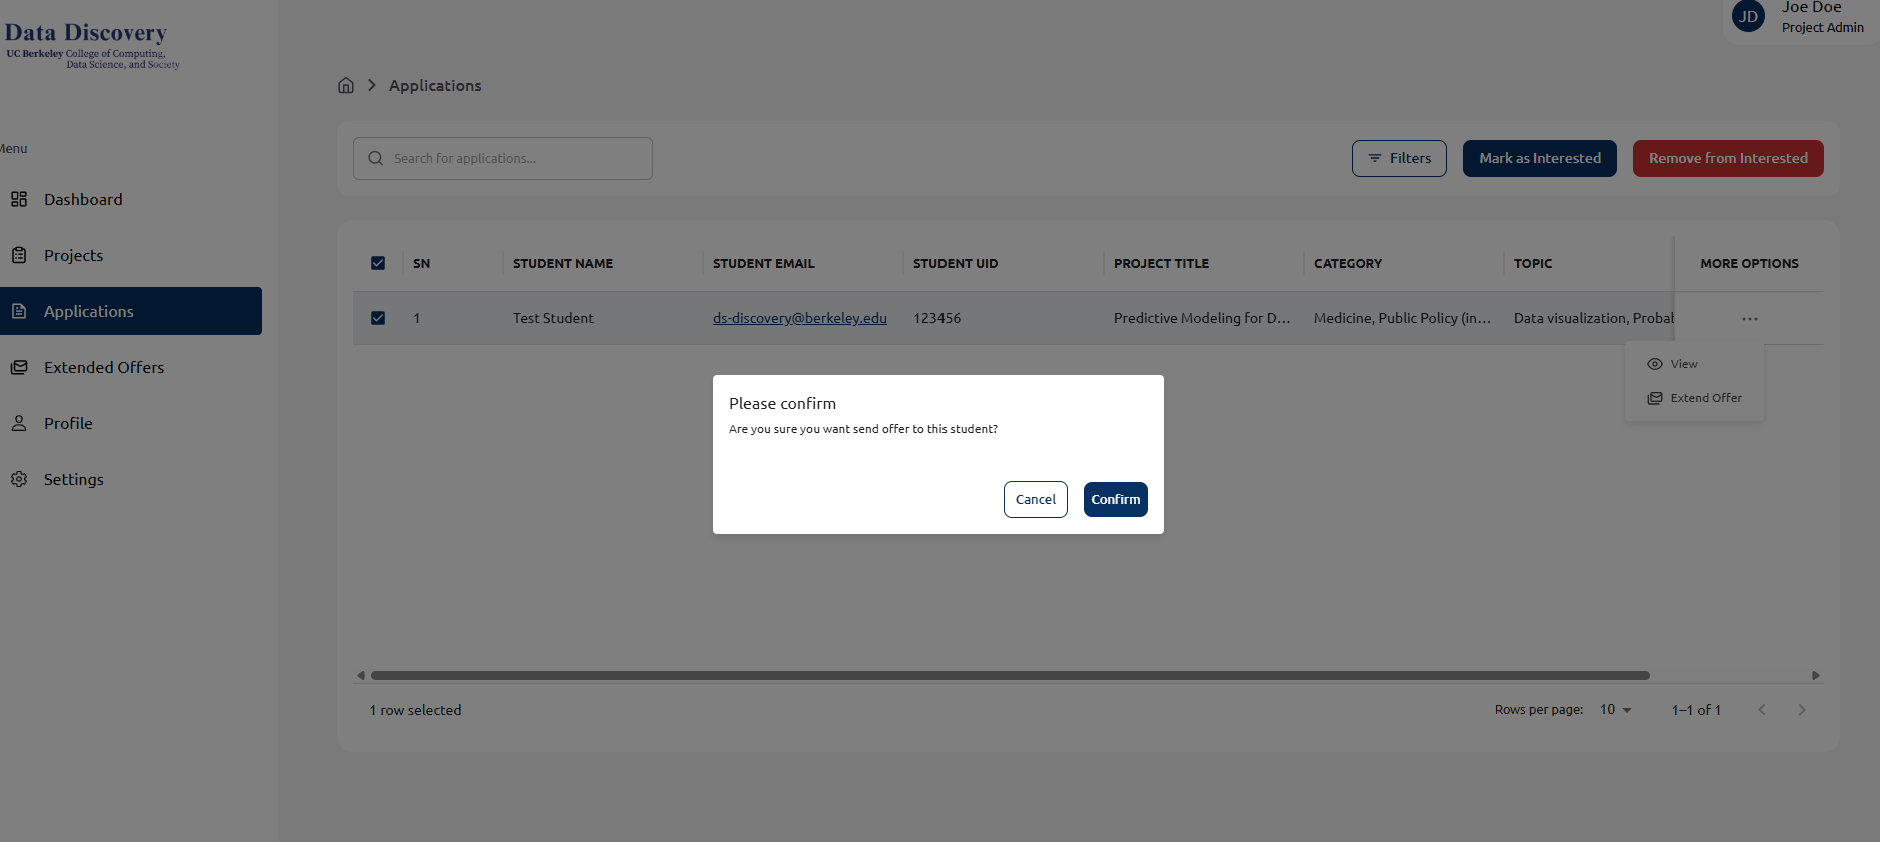 Data Discovery
UC Berkeley College of Computing,
Data Science, and Society
JD
Joe Doe
Project Admin
Applications
Menu
Search for applications...
Filters
Mark as Interested
Remove from Interested
Dashboard
Projects
Applications
Extended Offers
Profile
Settings
SN STUDENT NAME STUDENT EMAIL STUDENT UID PROJECT TITLE CATEGORY TOPIC MORE OPTIONS
1 Test Student ds-discovery@berkeley.edu 123456 Predictive Modeling for D... Medicine, Public Policy (in... Data visualization, Probab ...
View
Extend Offer
Please confirm
Are you sure you want send offer to this student?
Cancel
Confirm
1 row selected
Rows per page: 10 1–1 of 1